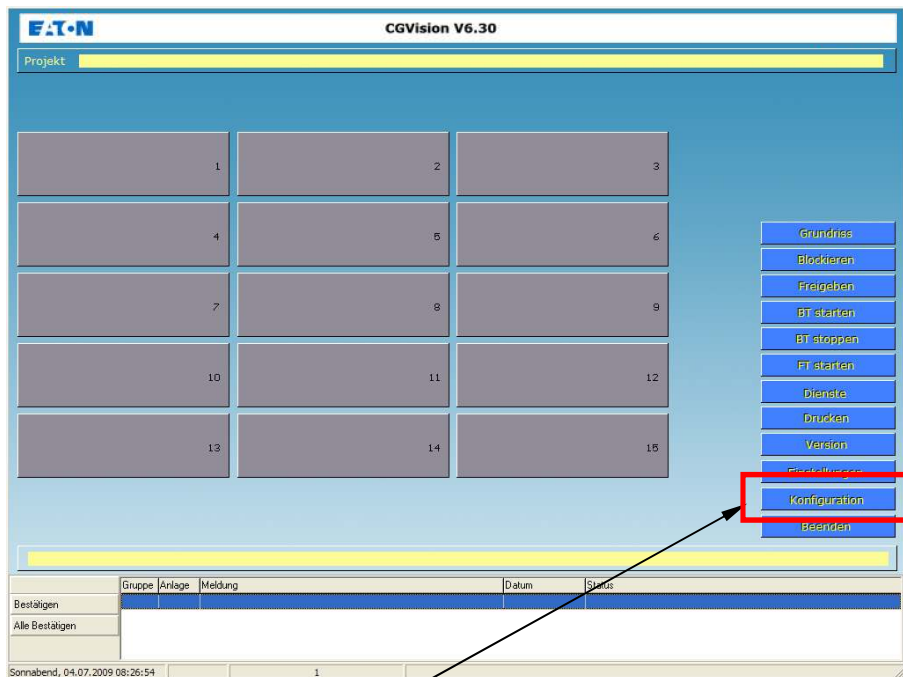 EATON
CGVision V6.30
Projekt
1
2
3
4
5
6
7
8
9
10
11
12
13
14
15
Grundriss
Blockieren
Freigeben
BT starten
BT stoppen
FT starten
Dienste
Drucken
Version
Einstellungen
Konfiguration
Beenden
Gruppe Anlage Meldung Datum Status
Bestätigen
Alle Bestätigen
Sonnabend, 04.07.2009 08:26:54 1